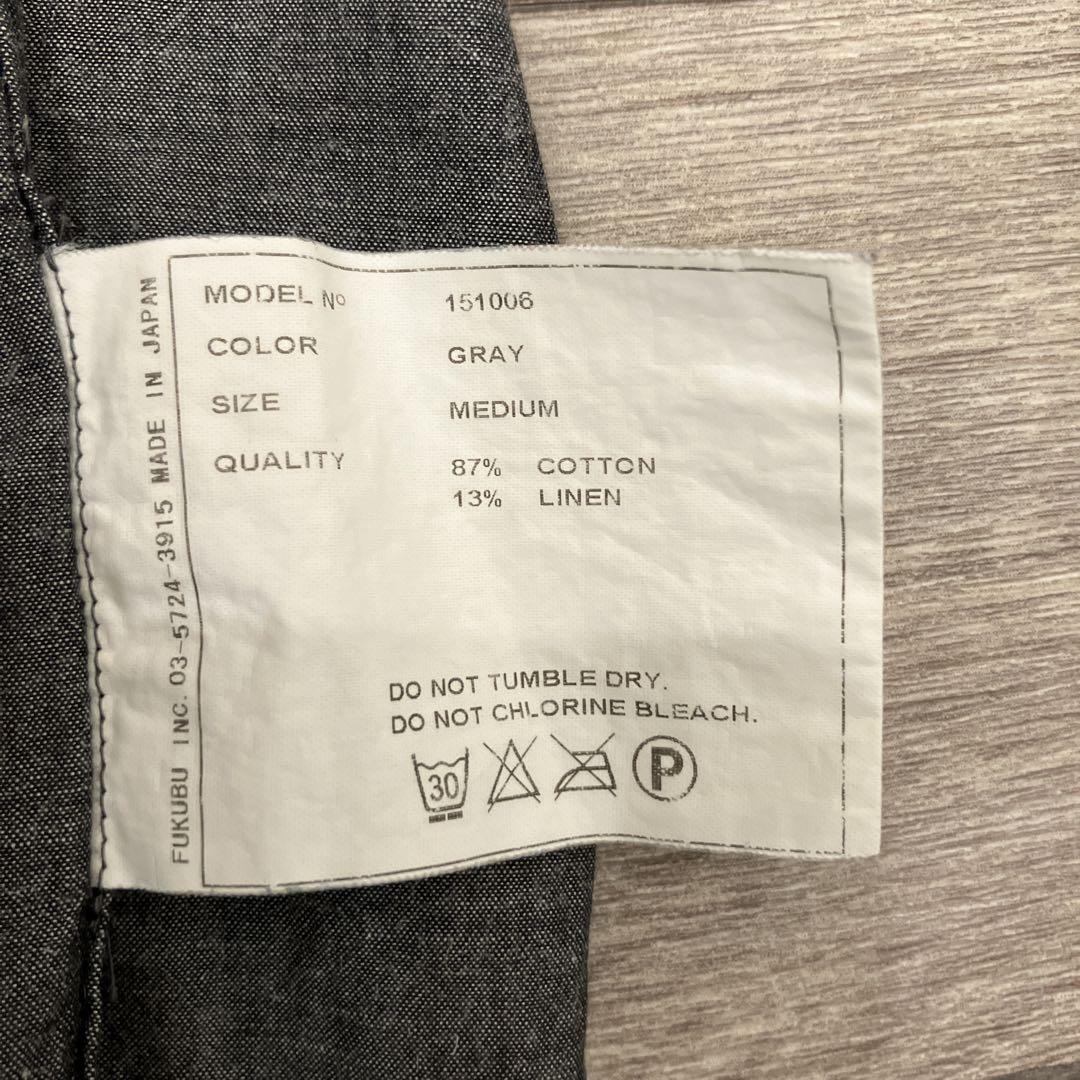 MODEL No 151006
COLOR GRAY
SIZE MEDIUM
QUALITY 87% COTTON
13% LINEN
DO NOT TUMBLE DRY.
DO NOT CHLORINE BLEACH.
30
P
FUKUBU INC. 03-5724-3915 MADE IN JAPAN